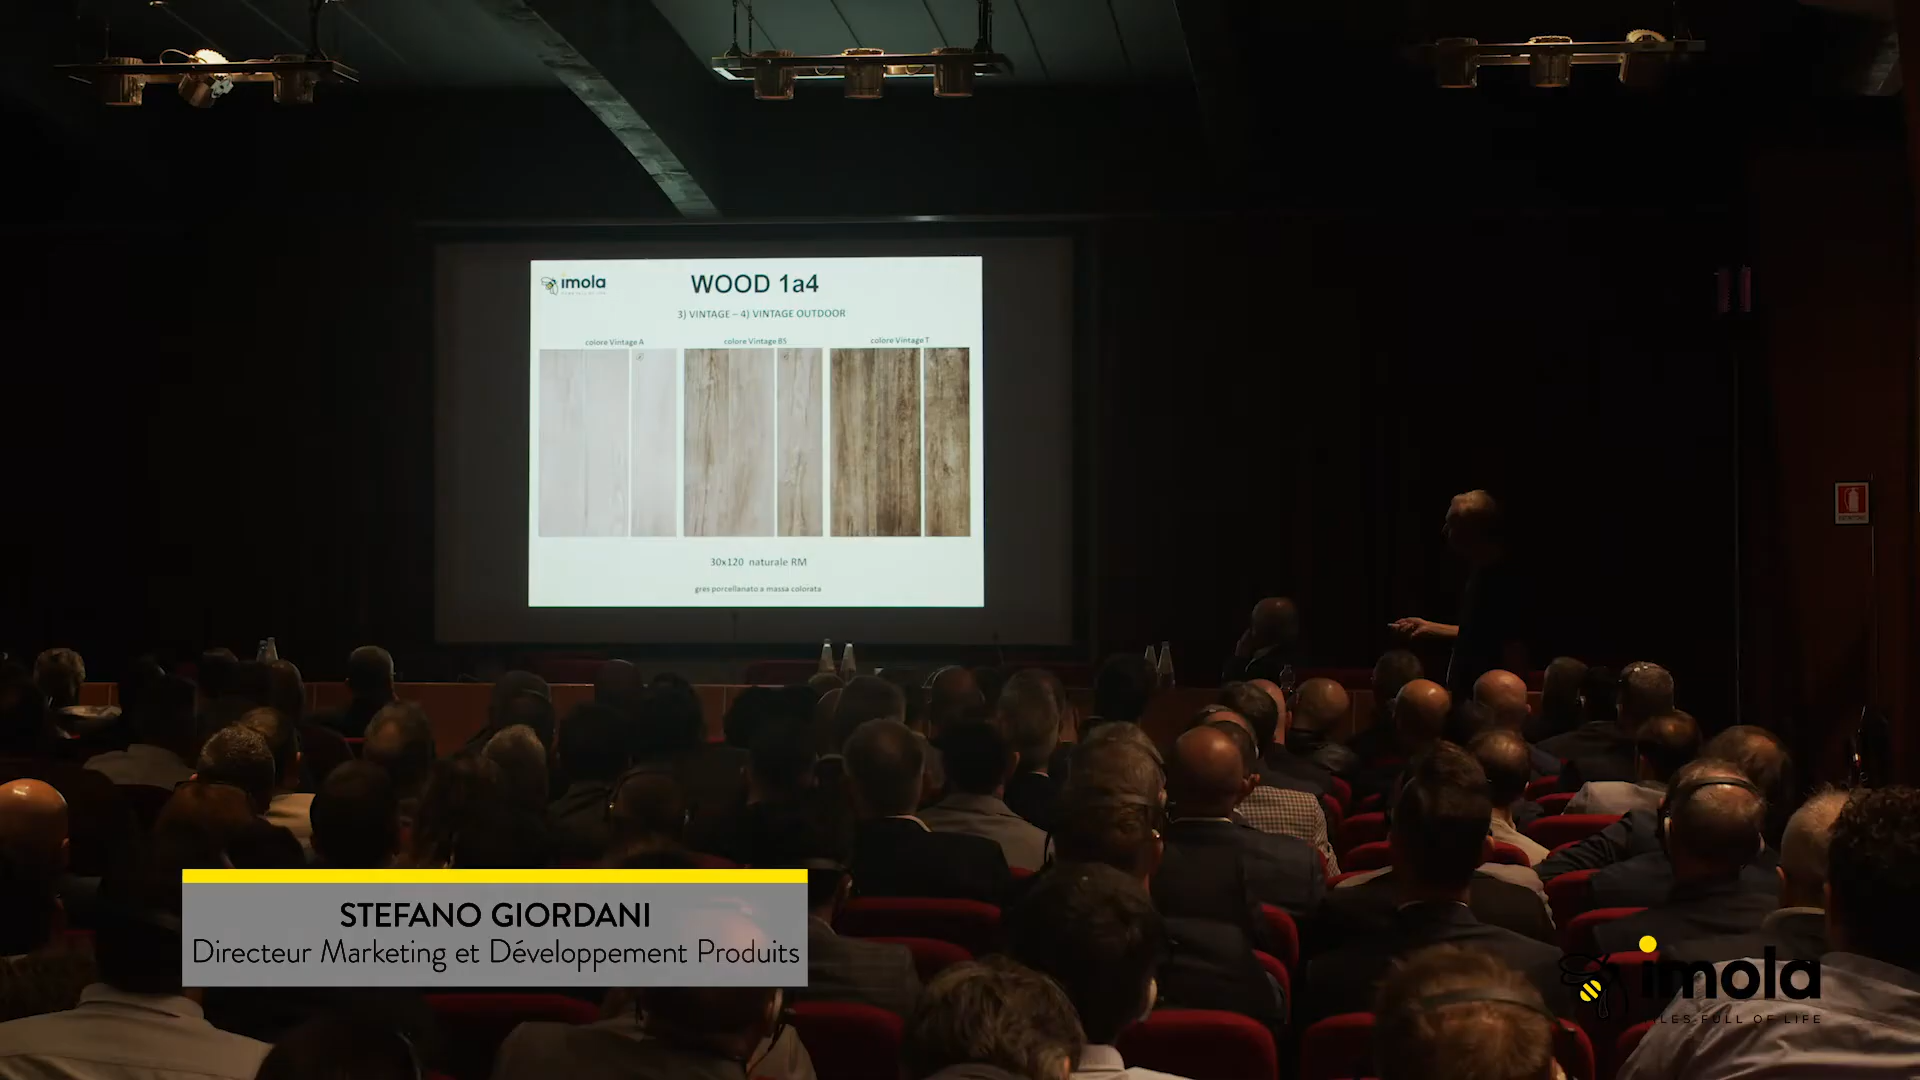 imola
WOOD 1a4
3) VINTAGE – 4) VINTAGE OUTDOOR
colore Vintage A
colore Vintage BS
colore Vintage T
30x120 naturale RM
gres porcellanato a massa colorata
STEFANO GIORDANI
Directeur Marketing et Développement Produits
imola
TILES FULL OF LIFE